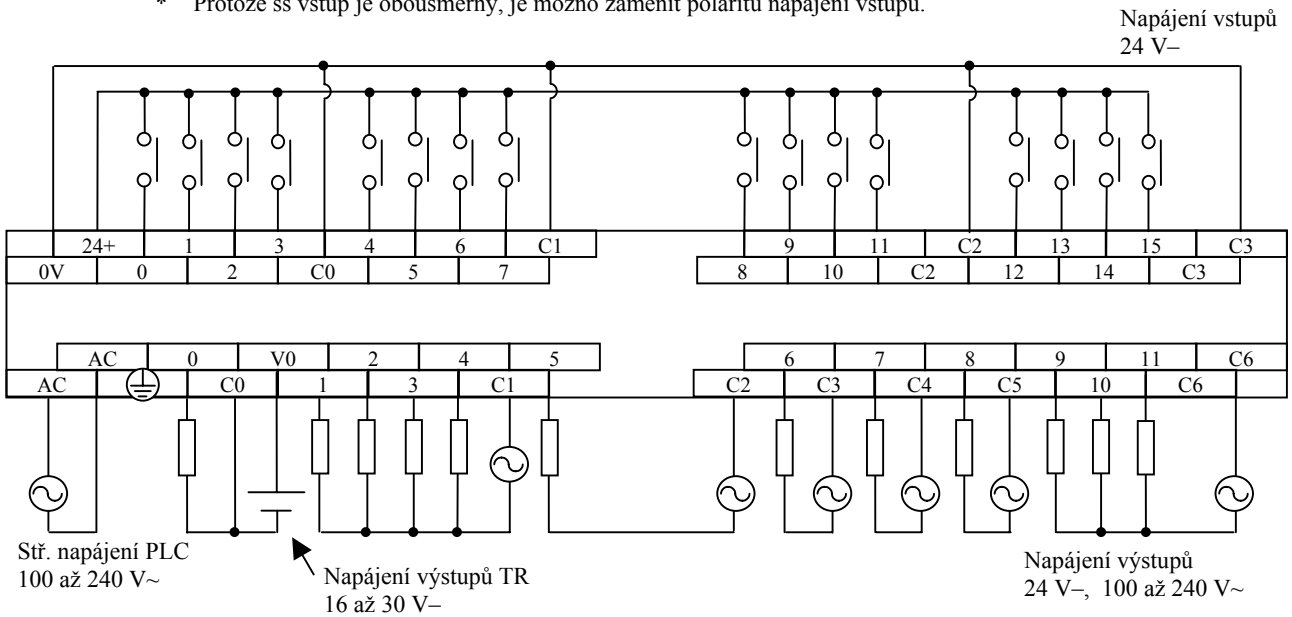 * Protože ss vstup je obousměrný, je možno zaměnit polaritu napájení vstupů.
Napájení vstupů
24 V–
24+ 1 3 4 6 C1 9 11 C2 13 15 C3
0V 0 2 C0 5 7 8 10 C2 12 14 C3
AC 0 V0 2 4 5 6 7 8 9 11 C6
AC C0 1 3 C1 C2 C3 C4 C5 10 C6
Stř. napájení PLC
100 až 240 V~
Napájení výstupů TR
16 až 30 V–
Napájení výstupů
24 V–, 100 až 240 V~